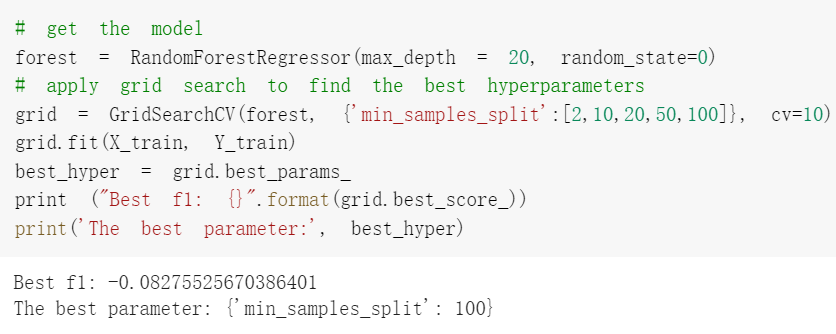 # get the model
forest = RandomForestRegressor(max_depth = 20, random_state=0)
# apply grid search to find the best hyperparameters
grid = GridSearchCV(forest, {'min_samples_split':[2,10,20,50,100]}, cv=10)
grid.fit(X_train, Y_train)
best_hyper = grid.best_params_
print ("Best f1: {}".format(grid.best_score_))
print('The best parameter:', best_hyper)
Best f1: -0.08275525670386401
The best parameter: {'min_samples_split': 100}